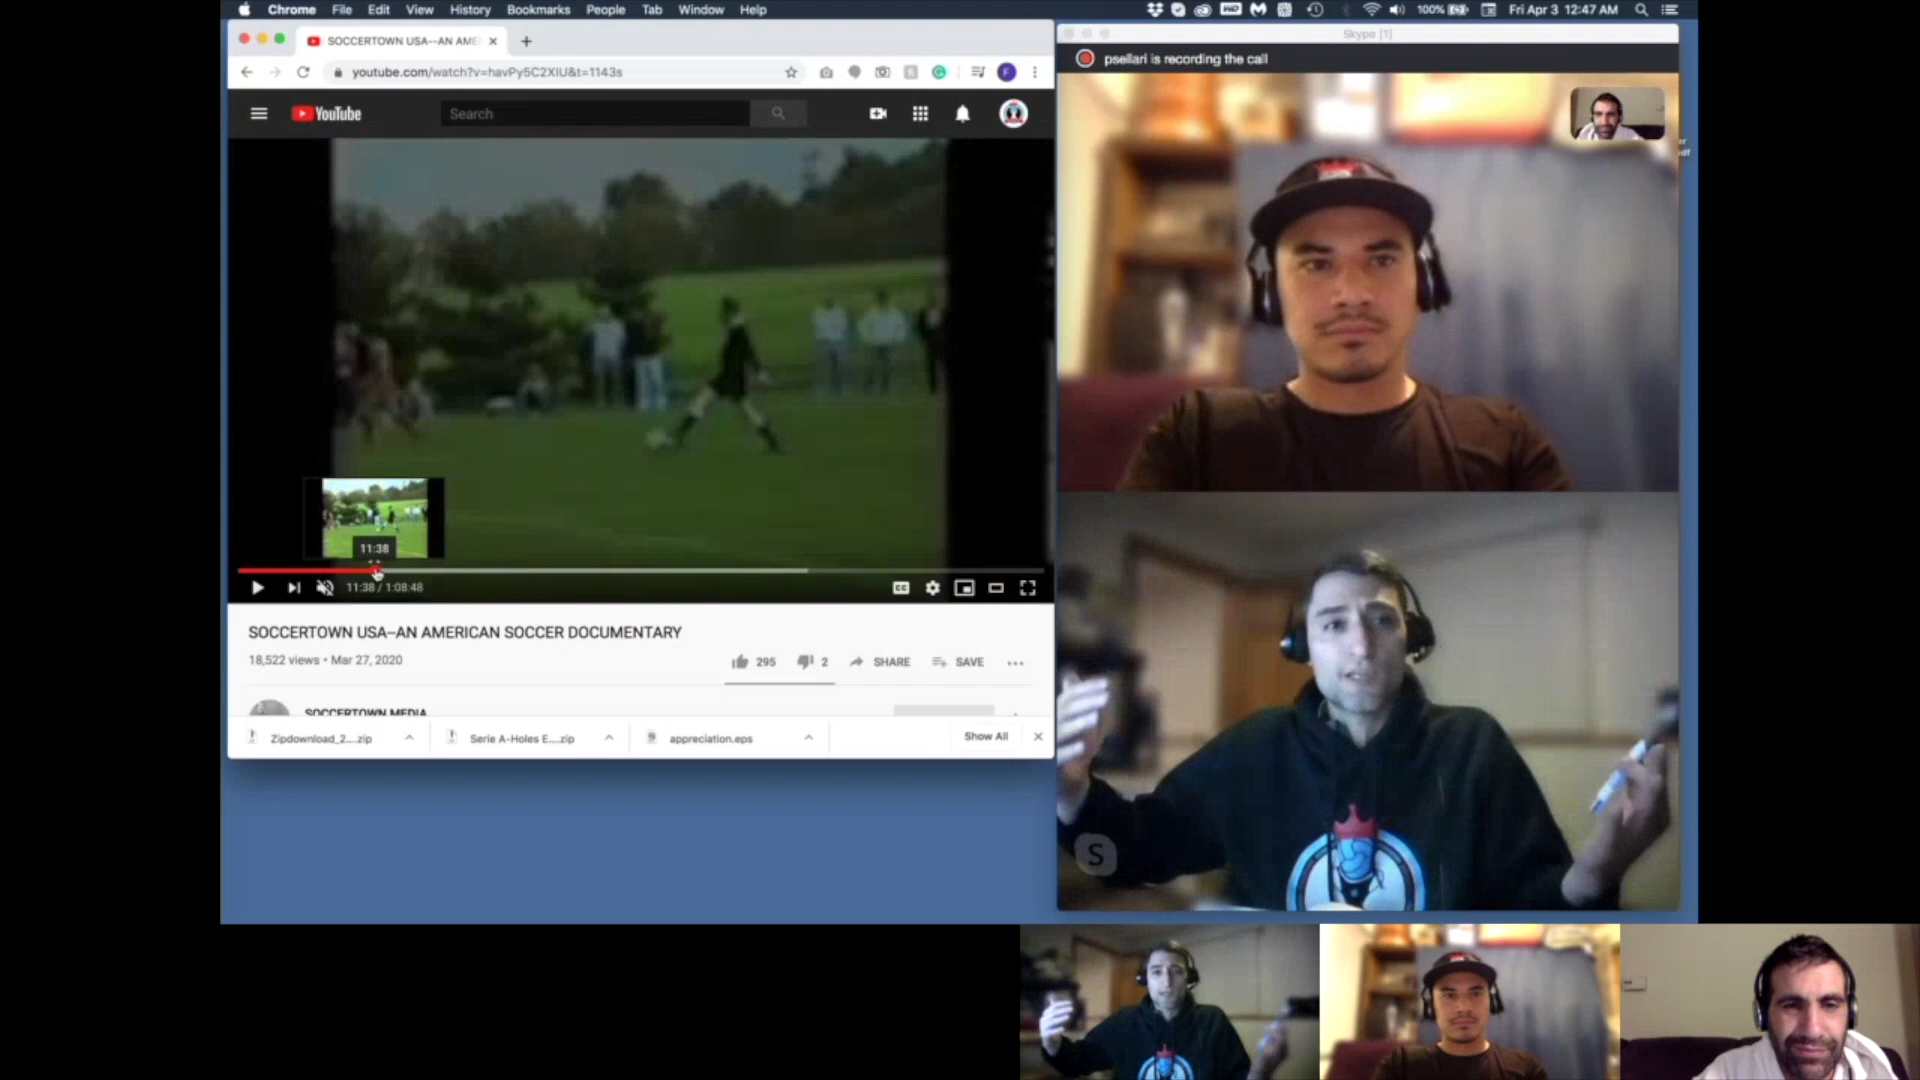 Chrome File Edit View History Bookmarks People Tab Window Help
100% Fri Apr 3 12:47 AM
SOCCERTOWN USA--AN AME
Skype [1]
youtube.com/watch?v=havPy5C2XIU&t=1143s
F
psellari is recording the call
YouTube
Search
11:38
11:38 / 1:08:48
CC
SOCCERTOWN USA--AN AMERICAN SOCCER DOCUMENTARY
18,522 views • Mar 27, 2020
295
2
SHARE
SAVE
SOCCERTOWN MEDIA
Zipdownload_2....zip
Serie A-Holes E....zip
appreciation.eps
Show All
S